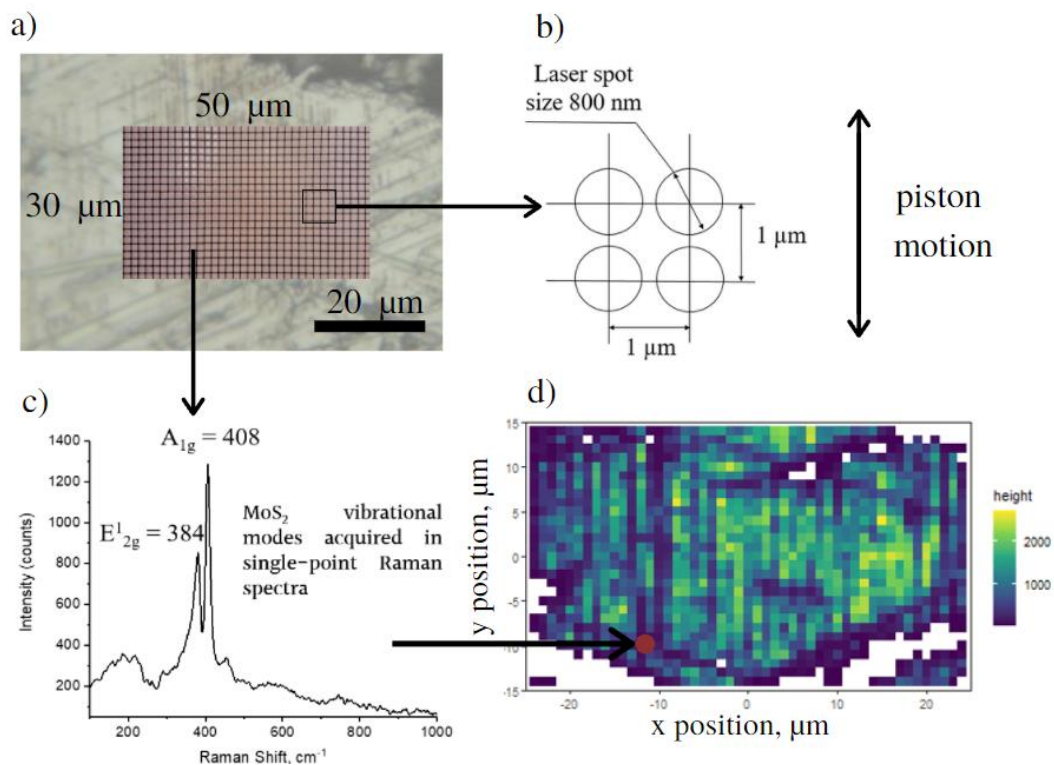 a)
50 μm
30 μm
20 μm
b)
Laser spot
size 800 nm
1 μm
1 μm
piston
motion
c)
A1g = 408
E¹2g = 384
MoS₂ vibrational
modes acquired in
single-point Raman
spectra
Intensity (counts)
1400
1200
1000
800
600
400
200
200 400 600 800 1000
Raman Shift, cm⁻¹
d)
y position, μm
15
10
5
0
-5
-10
-15
-20 -10 0 10 20
x position, μm
height
2000
1000